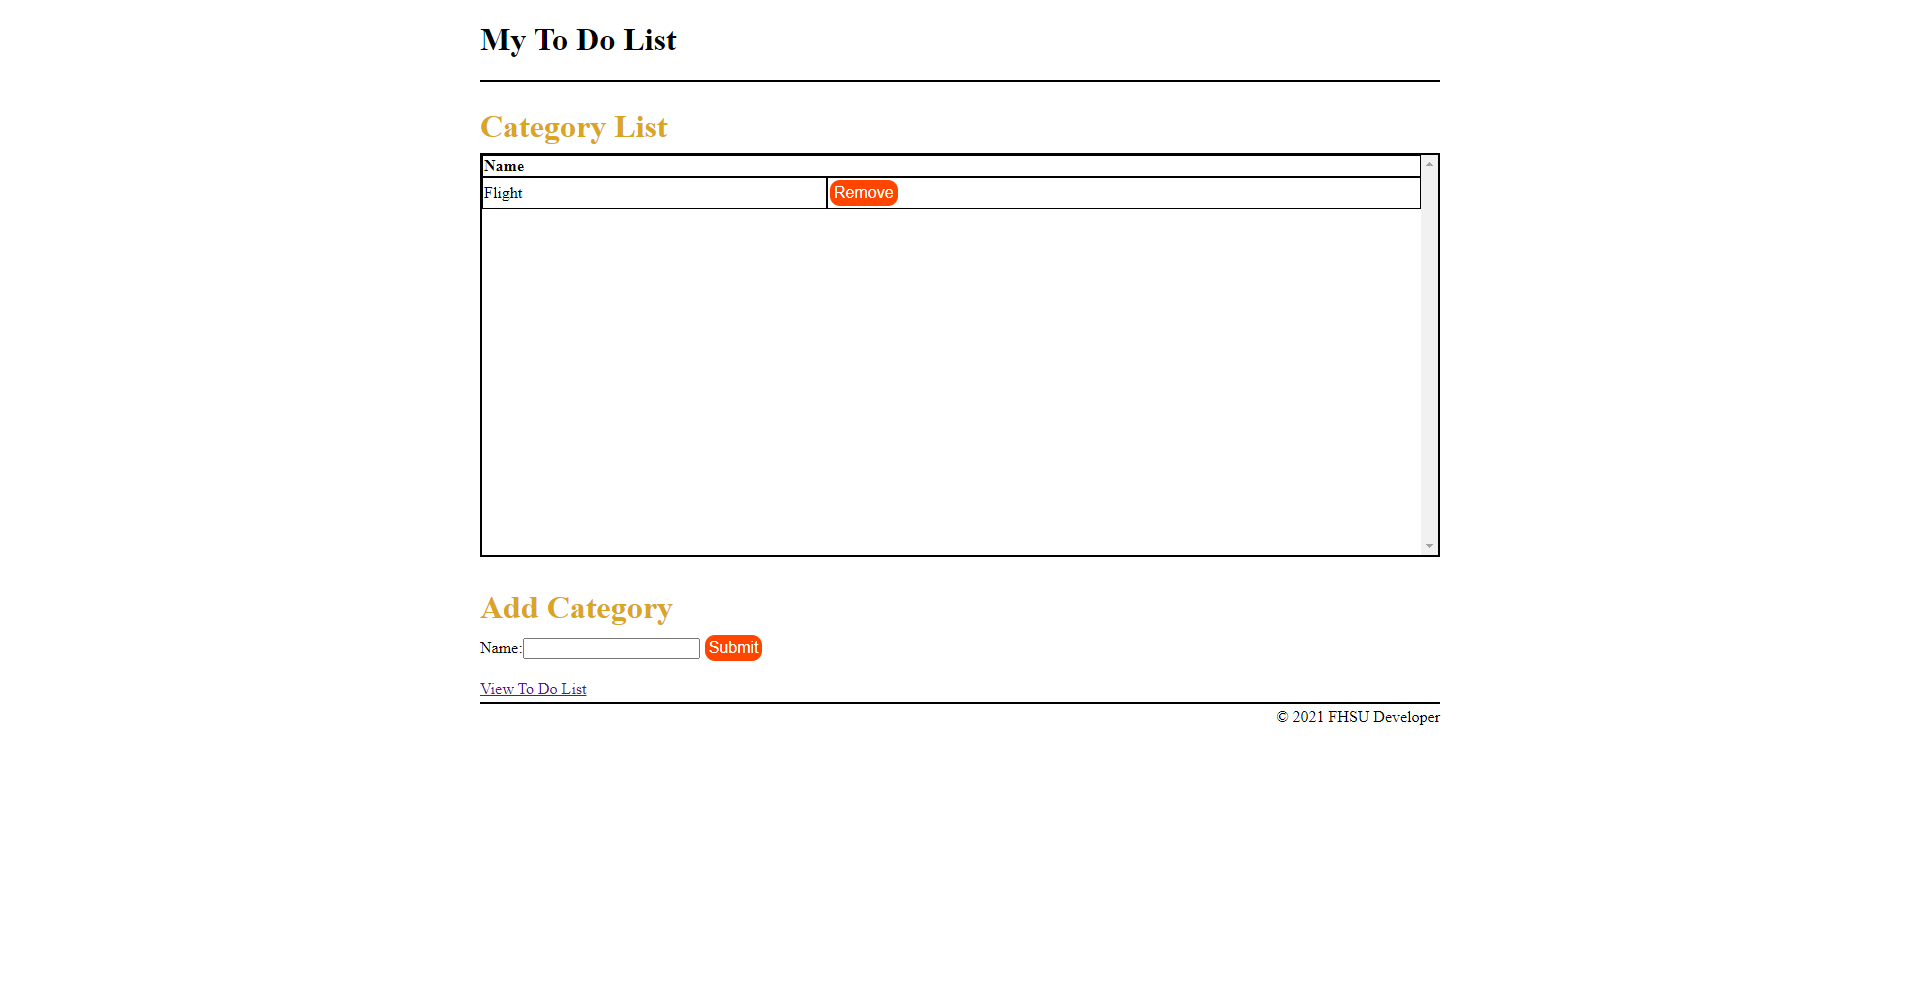 My To Do List
Category List
Name
Flight Remove
Add Category
Name: Submit
View To Do List
© 2021 FHSU Developer